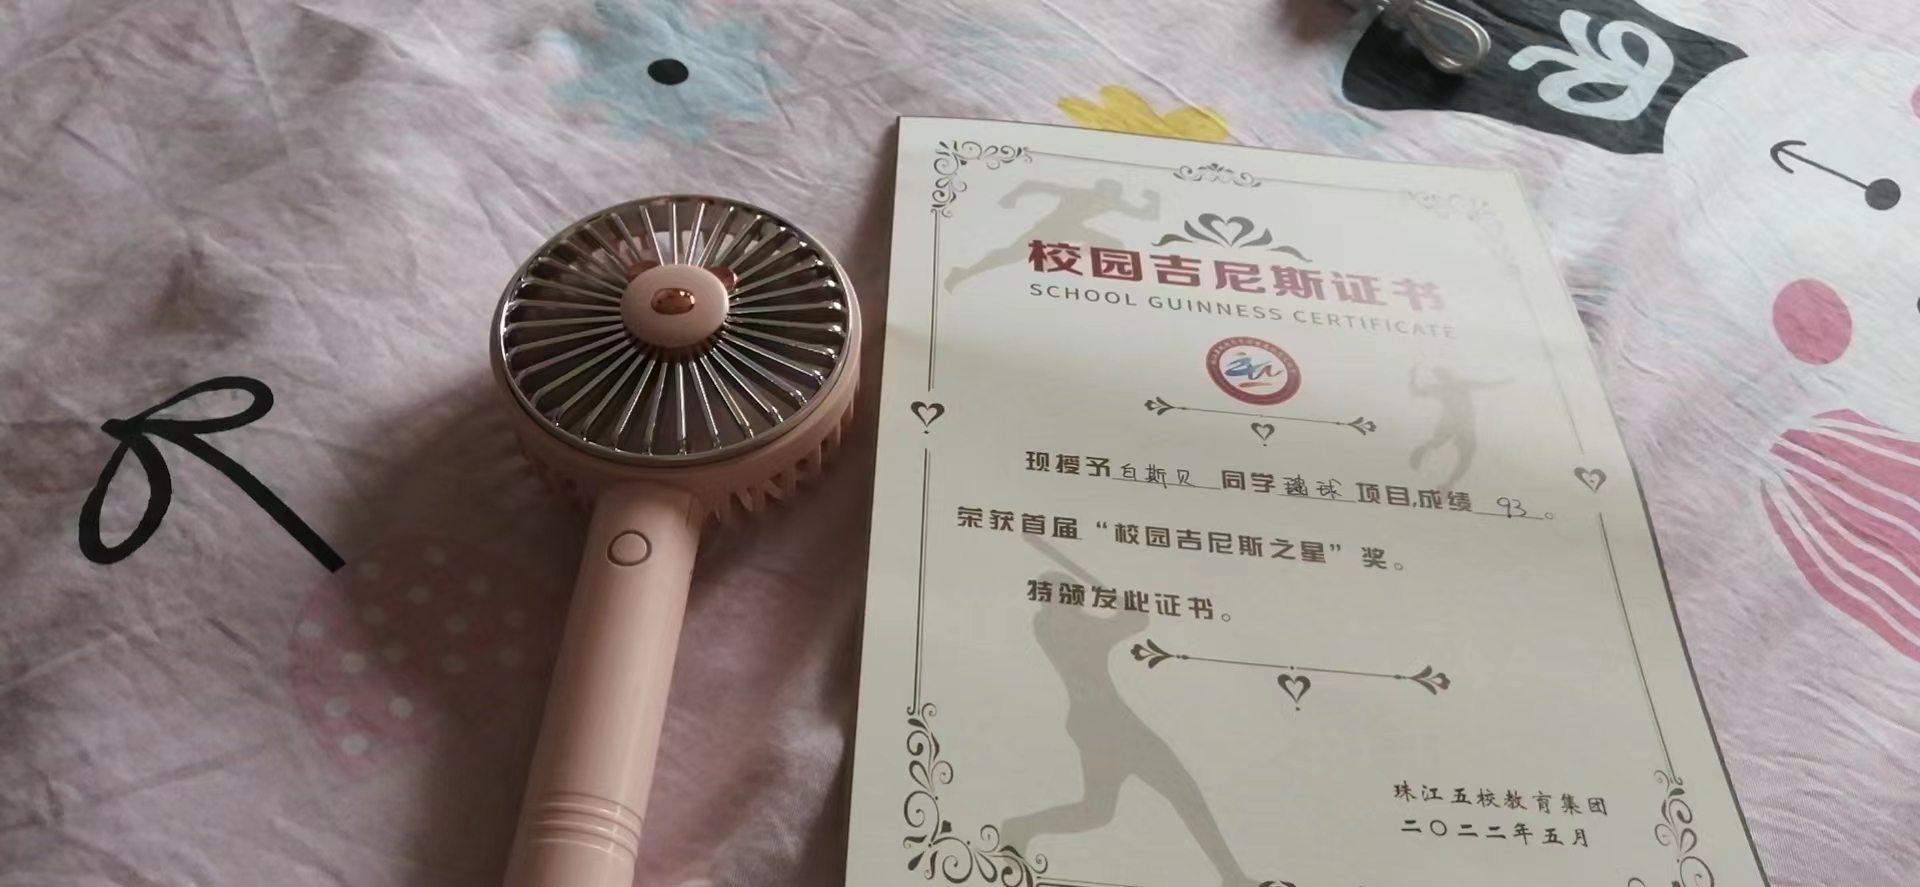 校园吉尼斯证书
SCHOOL GUINNESS CERTIFICATE
现授予白斯贝 同学 球 项目,成绩 93。
荣获首届“校园吉尼斯之星”奖。
特颁发此证书。
珠江五校教育集团
二〇二二年五月